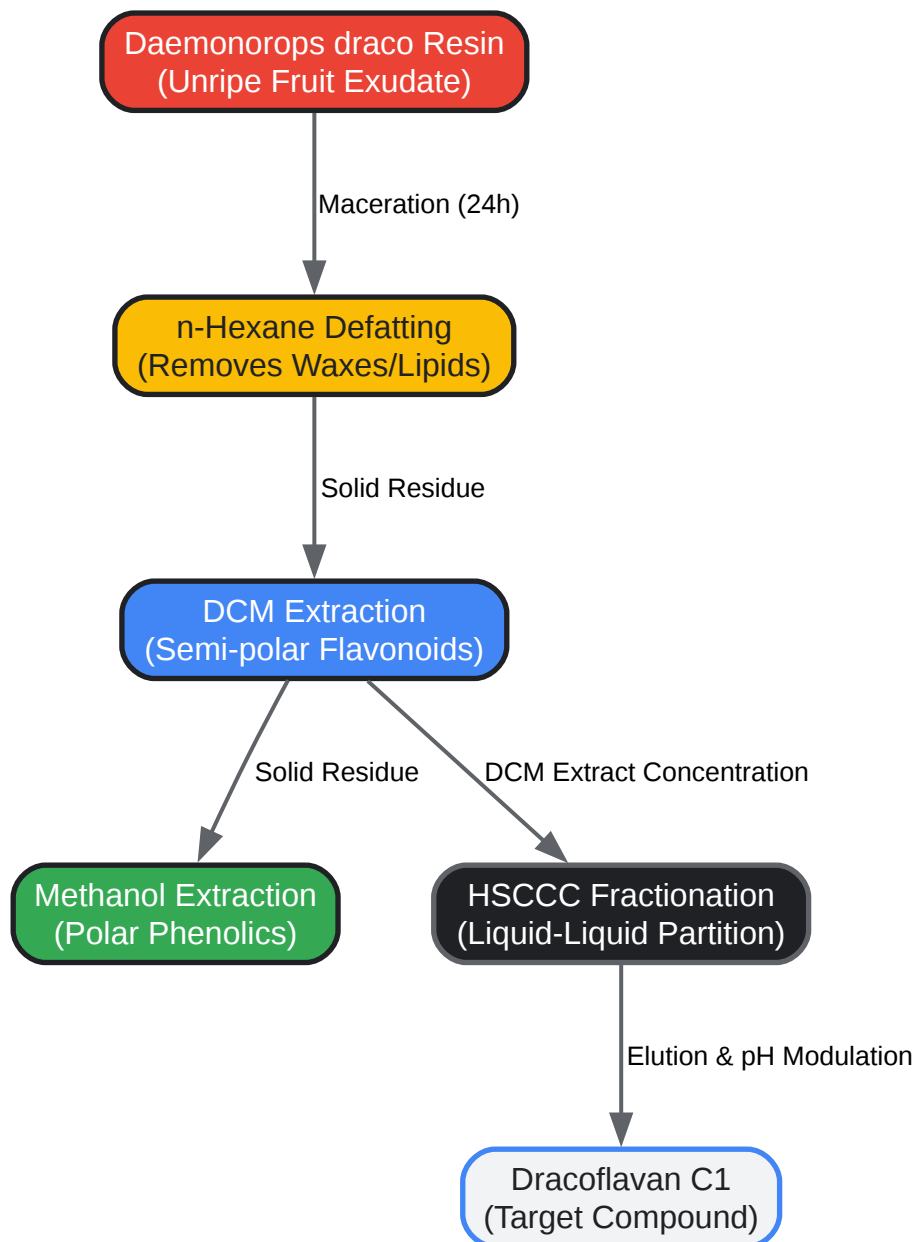 Daemonorops draco Resin
(Unripe Fruit Exudate)
Maceration (24h)
n-Hexane Defatting
(Removes Waxes/Lipids)
Solid Residue
DCM Extraction
(Semi-polar Flavonoids)
Solid Residue
DCM Extract Concentration
Methanol Extraction
(Polar Phenolics)
HSCCC Fractionation
(Liquid-Liquid Partition)
Elution & pH Modulation
Dracoflavan C1
(Target Compound)